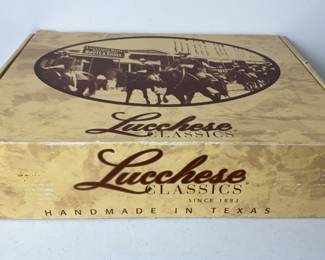 Lucchese
CLASSICS
Lucchese
CLASSICS
SINCE 1883
HANDMADE IN TEXAS